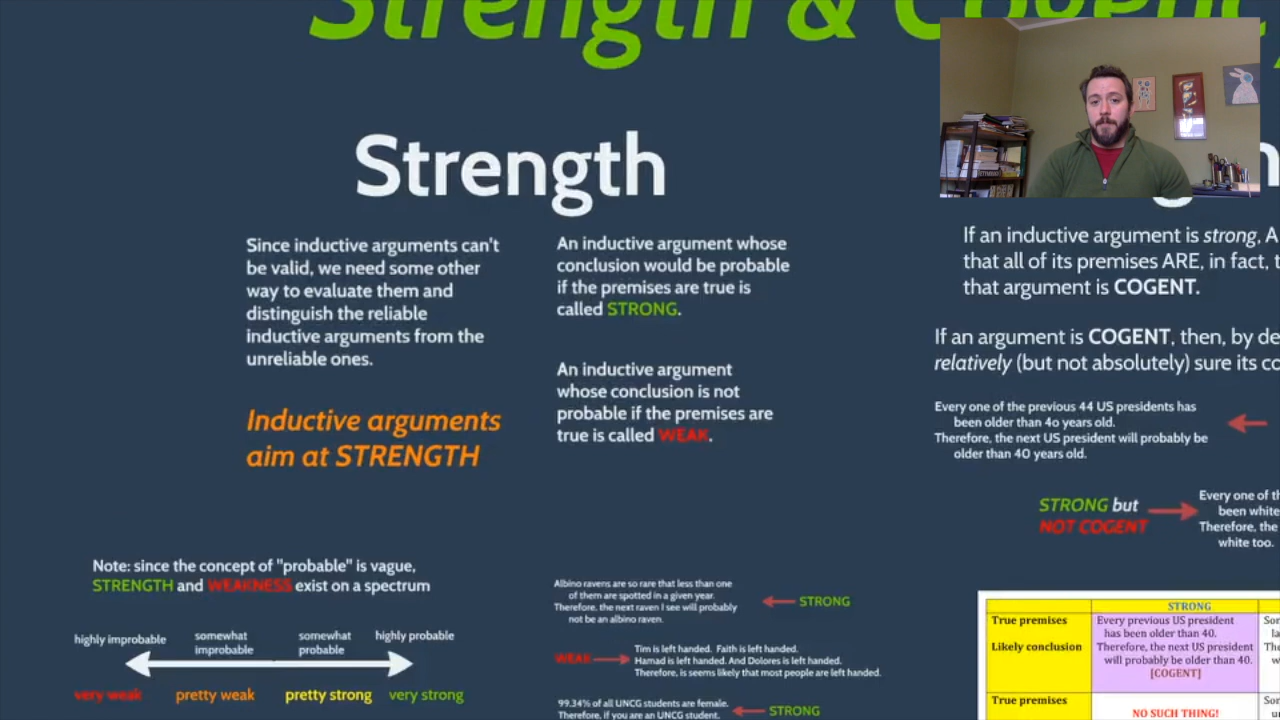 Strength & Cogency
Strength
Since inductive arguments can't
be valid, we need some other
way to evaluate them and
distinguish the reliable
inductive arguments from the
unreliable ones.
Inductive arguments
aim at STRENGTH
An inductive argument whose
conclusion would be probable
if the premises are true is
called STRONG.
An inductive argument
whose conclusion is not
probable if the premises are
true is called WEAK.
Note: since the concept of "probable" is vague,
STRENGTH and WEAKNESS exist on a spectrum
highly improbable
somewhat
improbable
somewhat
probable
highly probable
very weak
pretty weak
pretty strong
very strong
Albino ravens are so rare that less than one
of them are spotted in a given year.
Therefore, the next raven I see will probably
not be an albino raven.
STRONG
WEAK
Tim is left handed. Faith is left handed.
Hamad is left handed. And Dolores is left handed.
Therefore, is seems likely that most people are left handed.
99.34% of all UNCG students are female.
Therefore, if you are an UNCG student.
STRONG
If an inductive argument is strong, A
that all of its premises ARE, in fact, t
that argument is COGENT.
If an argument is COGENT, then, by de
relatively (but not absolutely) sure its co
Every one of the previous 44 US presidents has
been older than 4o years old.
Therefore, the next US president will probably be
older than 40 years old.
STRONG but
NOT COGENT
Every one of th
been white
Therefore, the
white too.
STRONG
True premises
Likely conclusion
Every previous US president
has been older than 40.
Therefore, the next US president
will probably be older than 40.
[COGENT]
Som
la
The
w
True premises
NO SUCH THING!
Som